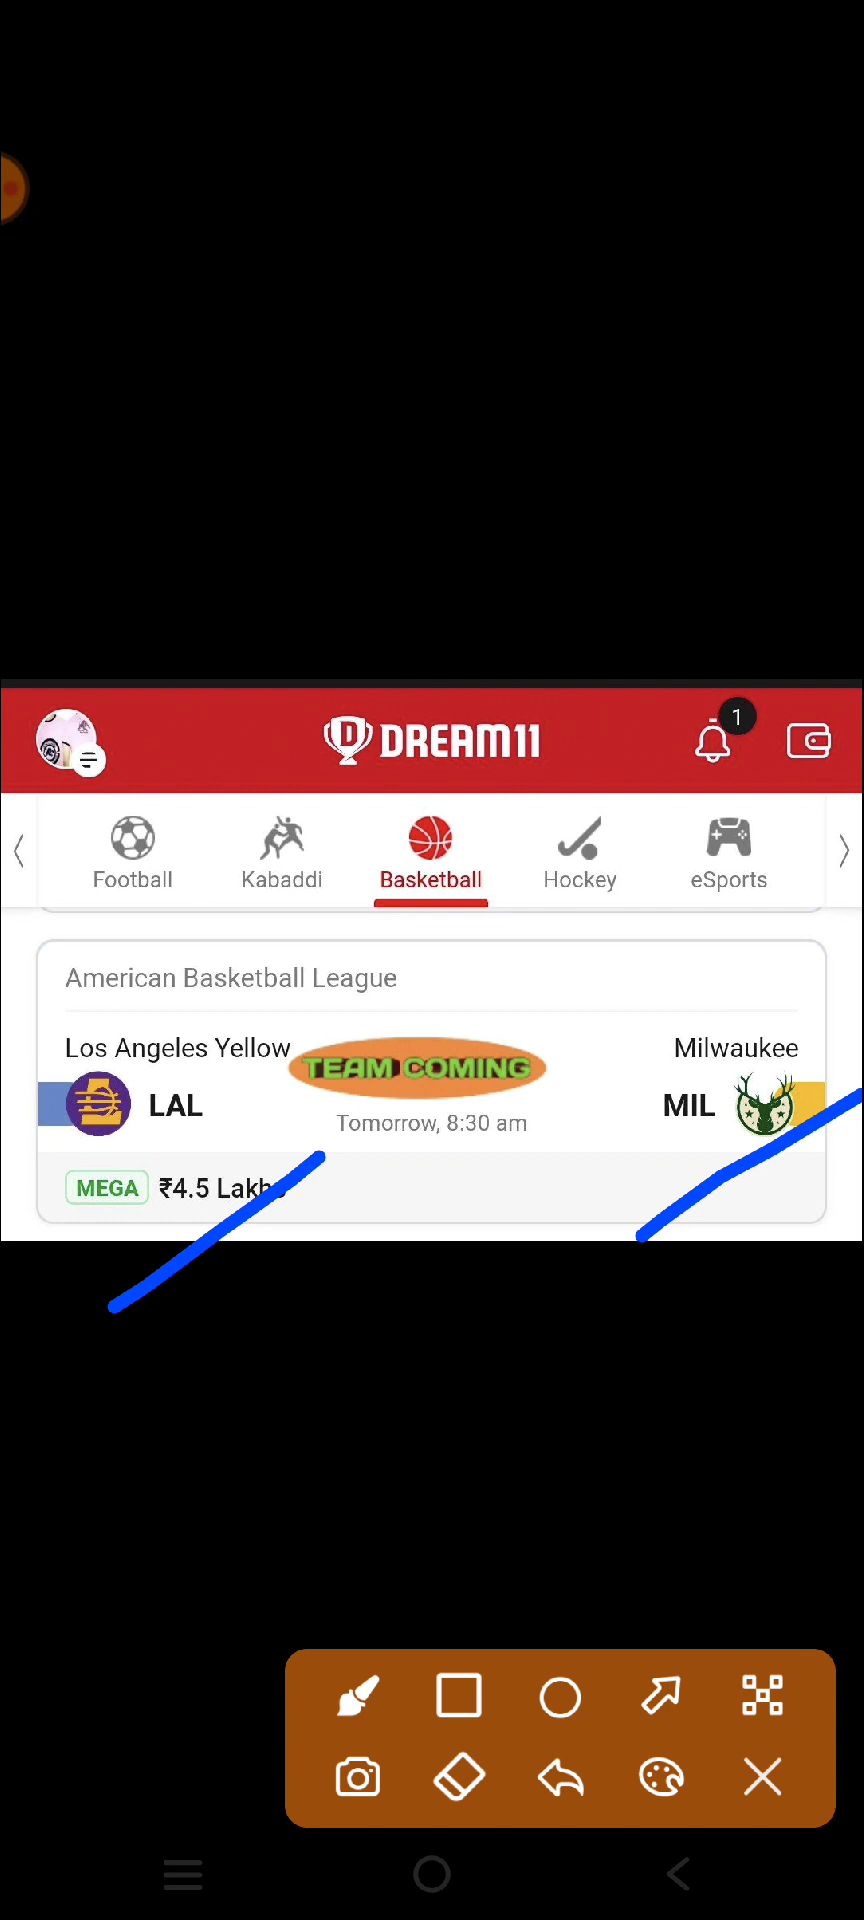 DREAM11
1
Football
Kabaddi
Basketball
Hockey
eSports
American Basketball League
Los Angeles Yellow
TEAM COMING
Milwaukee
LAL
Tomorrow, 8:30 am
MIL
MEGA ₹4.5 Lakhs